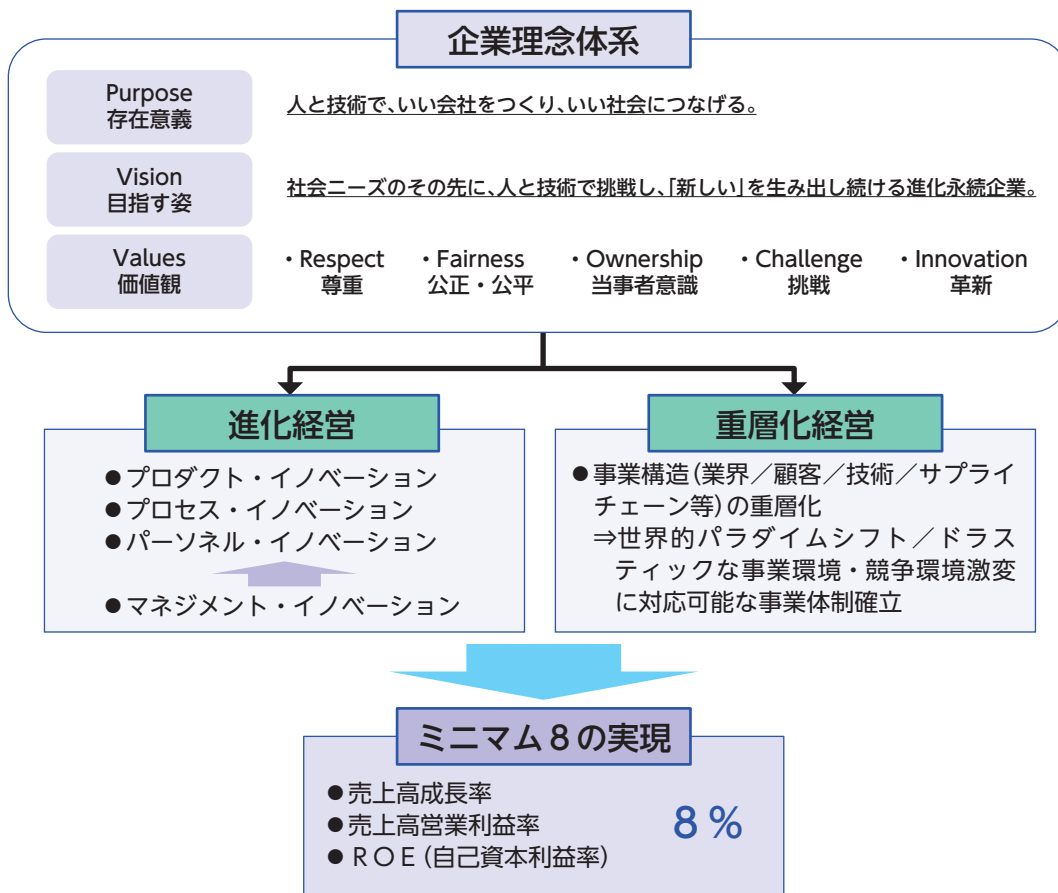 企業理念体系
Purpose
存在意義
人と技術で、いい会社をつくり、いい社会につなげる。
Vision
目指す姿
社会ニーズのその先に、人と技術で挑戦し、「新しい」を生み出し続ける進化永続企業。
Values
価値観
・Respect
尊重
・Fairness
公正・公平
・Ownership
当事者意識
・Challenge
挑戦
・Innovation
革新
進化経営
●プロダクト・イノベーション
●プロセス・イノベーション
●パーソネル・イノベーション
●マネジメント・イノベーション
重層化経営
●事業構造(業界／顧客／技術／サプライ
チェーン等)の重層化
⇒世界的パラダイムシフト／ドラス
ティックな事業環境・競争環境激変
に対応可能な事業体制確立
ミニマム8の実現
●売上高成長率
●売上高営業利益率
●ROE(自己資本利益率)
8%